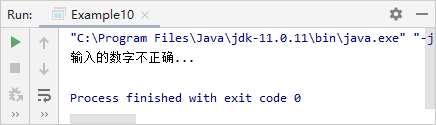 Run: Example10
"C:\Program Files\Java\jdk-11.0.11\bin\java.exe" "-j
输入的数字不正确...
Process finished with exit code 0